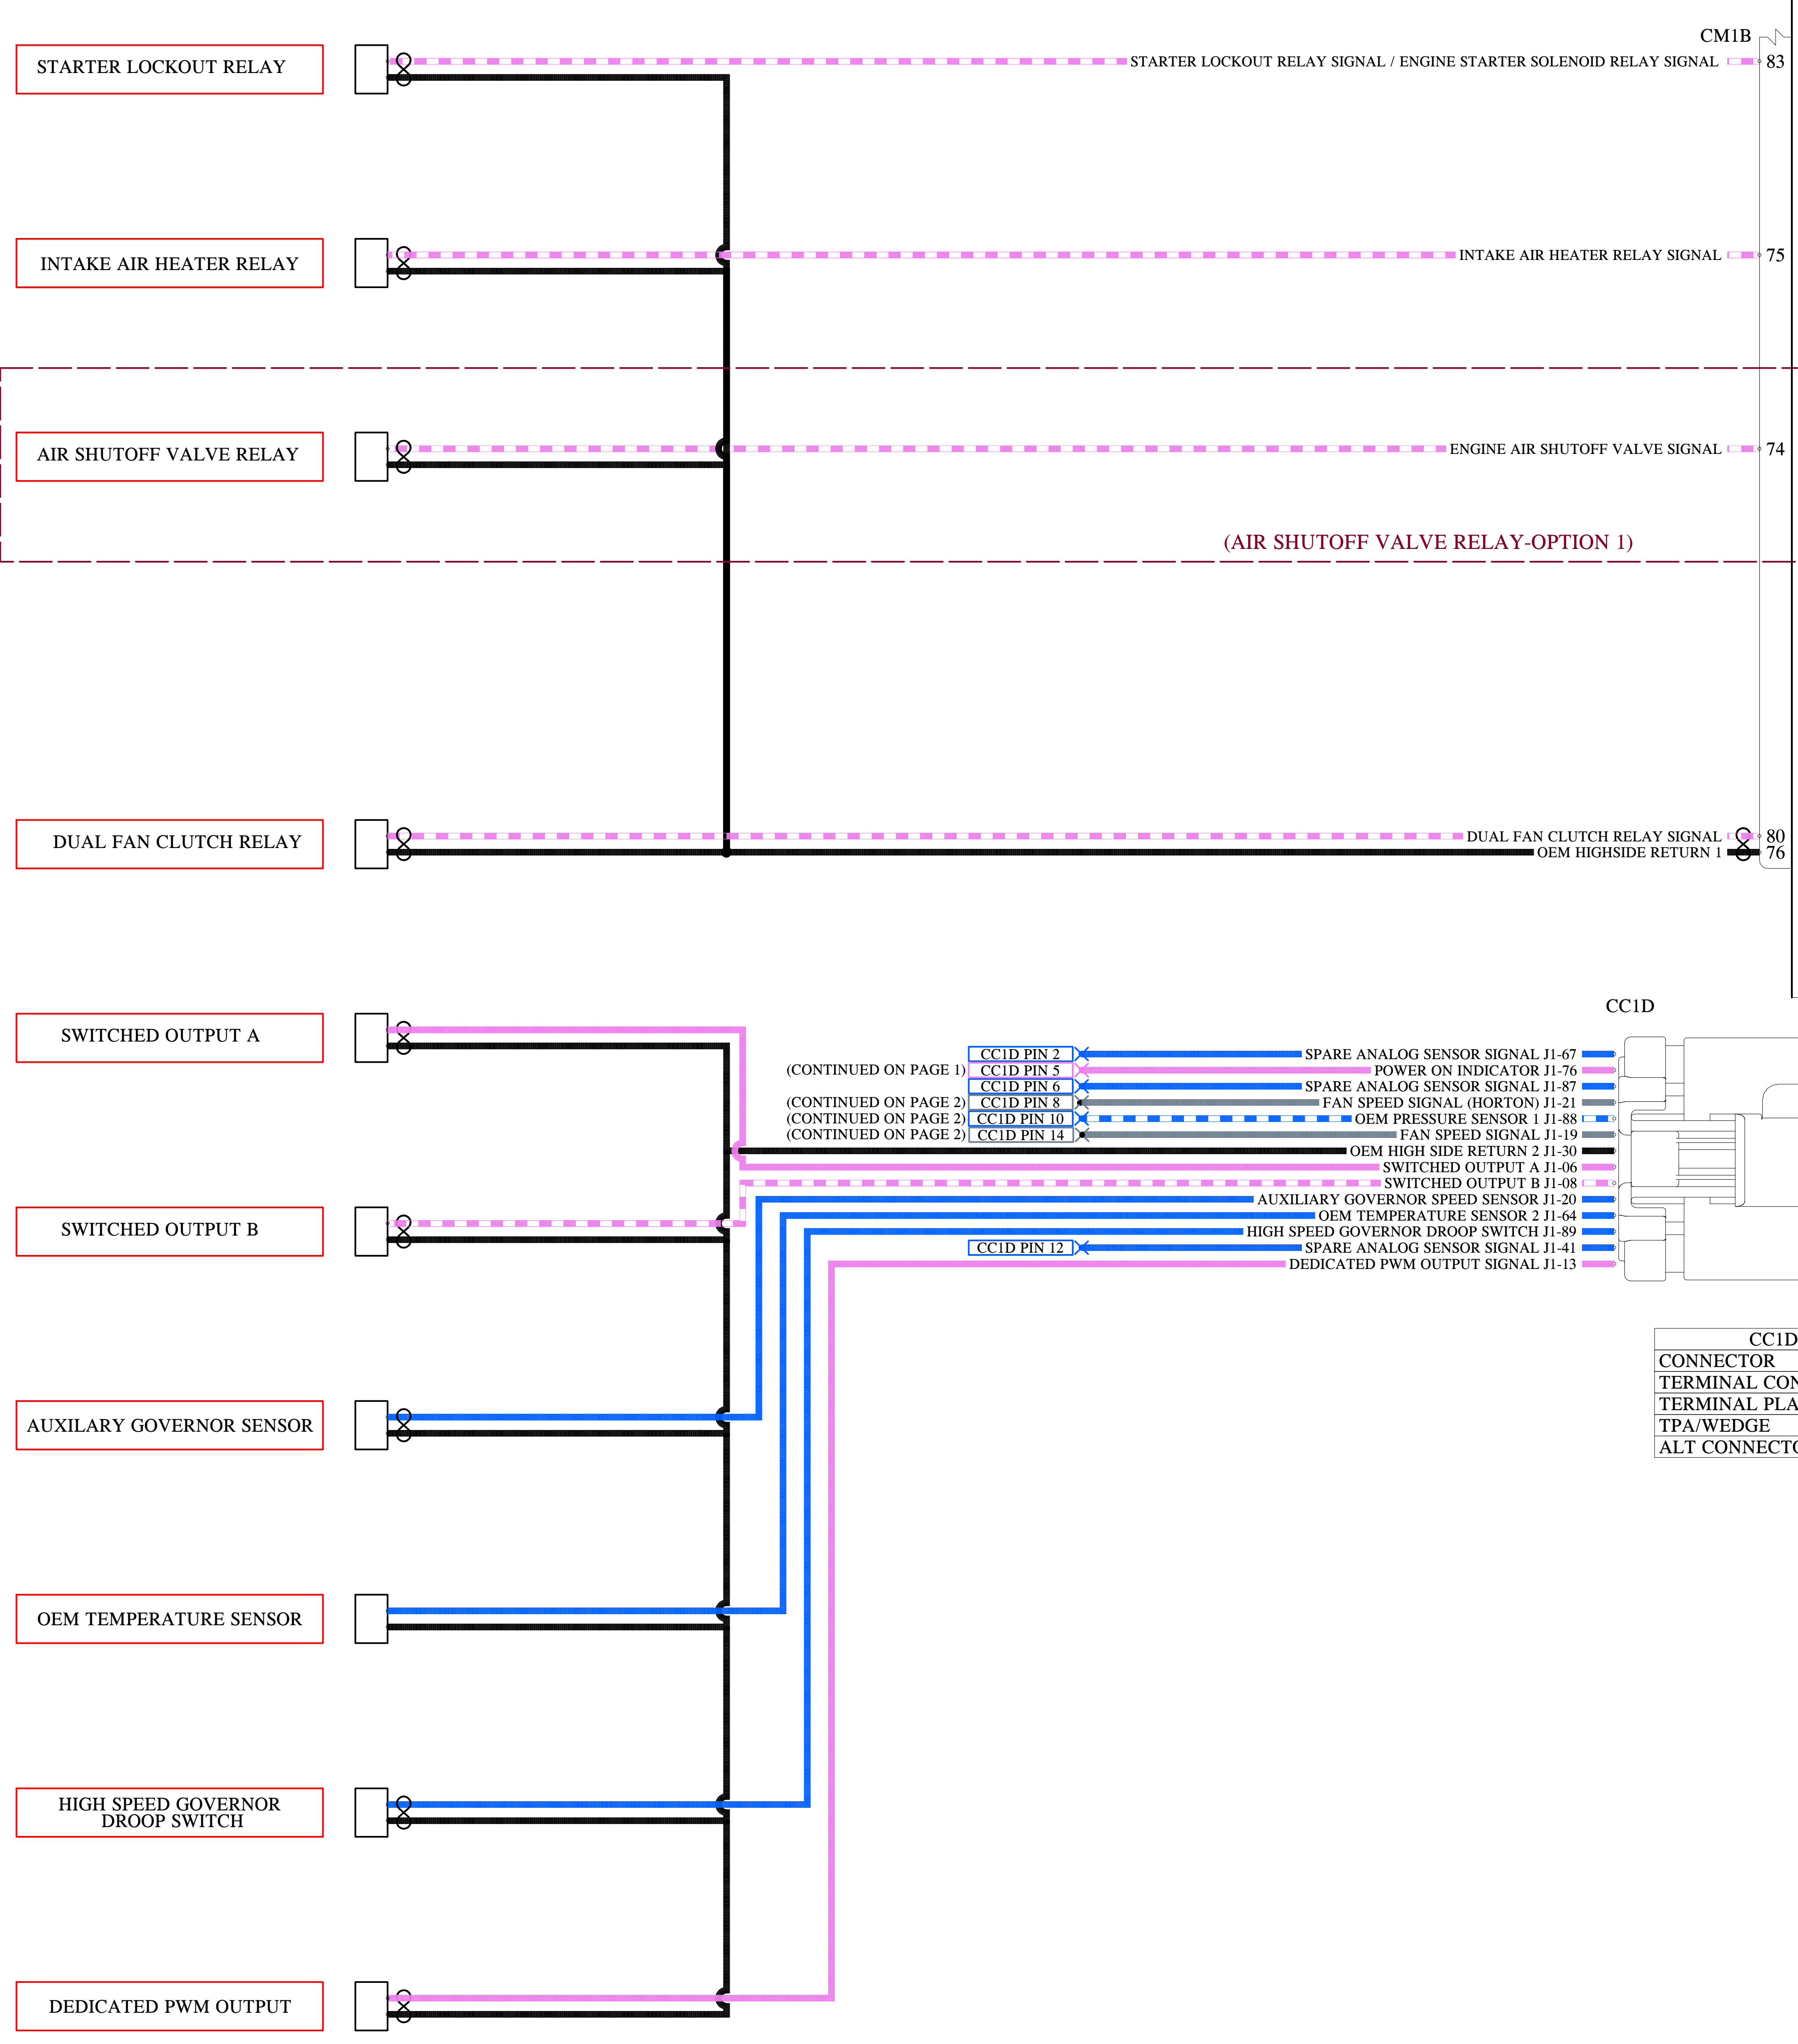 CM1B
STARTER LOCKOUT RELAY
STARTER LOCKOUT RELAY SIGNAL / ENGINE STARTER SOLENOID RELAY SIGNAL
83
INTAKE AIR HEATER RELAY
INTAKE AIR HEATER RELAY SIGNAL
75
AIR SHUTOFF VALVE RELAY
ENGINE AIR SHUTOFF VALVE SIGNAL
74
(AIR SHUTOFF VALVE RELAY-OPTION 1)
DUAL FAN CLUTCH RELAY
DUAL FAN CLUTCH RELAY SIGNAL
80
OEM HIGHSIDE RETURN 1
76
CC1D
SWITCHED OUTPUT A
CC1D PIN 2
SPARE ANALOG SENSOR SIGNAL J1-67
(CONTINUED ON PAGE 1)
CC1D PIN 5
POWER ON INDICATOR J1-76
CC1D PIN 6
SPARE ANALOG SENSOR SIGNAL J1-87
(CONTINUED ON PAGE 2)
CC1D PIN 8
FAN SPEED SIGNAL (HORTON) J1-21
(CONTINUED ON PAGE 2)
CC1D PIN 10
OEM PRESSURE SENSOR 1 J1-88
(CONTINUED ON PAGE 2)
CC1D PIN 14
FAN SPEED SIGNAL J1-19
OEM HIGH SIDE RETURN 2 J1-30
SWITCHED OUTPUT A J1-06
SWITCHED OUTPUT B J1-08
AUXILIARY GOVERNOR SPEED SENSOR J1-20
OEM TEMPERATURE SENSOR 2 J1-64
SWITCHED OUTPUT B
HIGH SPEED GOVERNOR DROOP SWITCH J1-89
CC1D PIN 12
SPARE ANALOG SENSOR SIGNAL J1-41
DEDICATED PWM OUTPUT SIGNAL J1-13
CC1D
CONNECTOR
TERMINAL CON
TERMINAL PLA
TPA/WEDGE
ALT CONNECTO
AUXILARY GOVERNOR SENSOR
OEM TEMPERATURE SENSOR
HIGH SPEED GOVERNOR
DROOP SWITCH
DEDICATED PWM OUTPUT